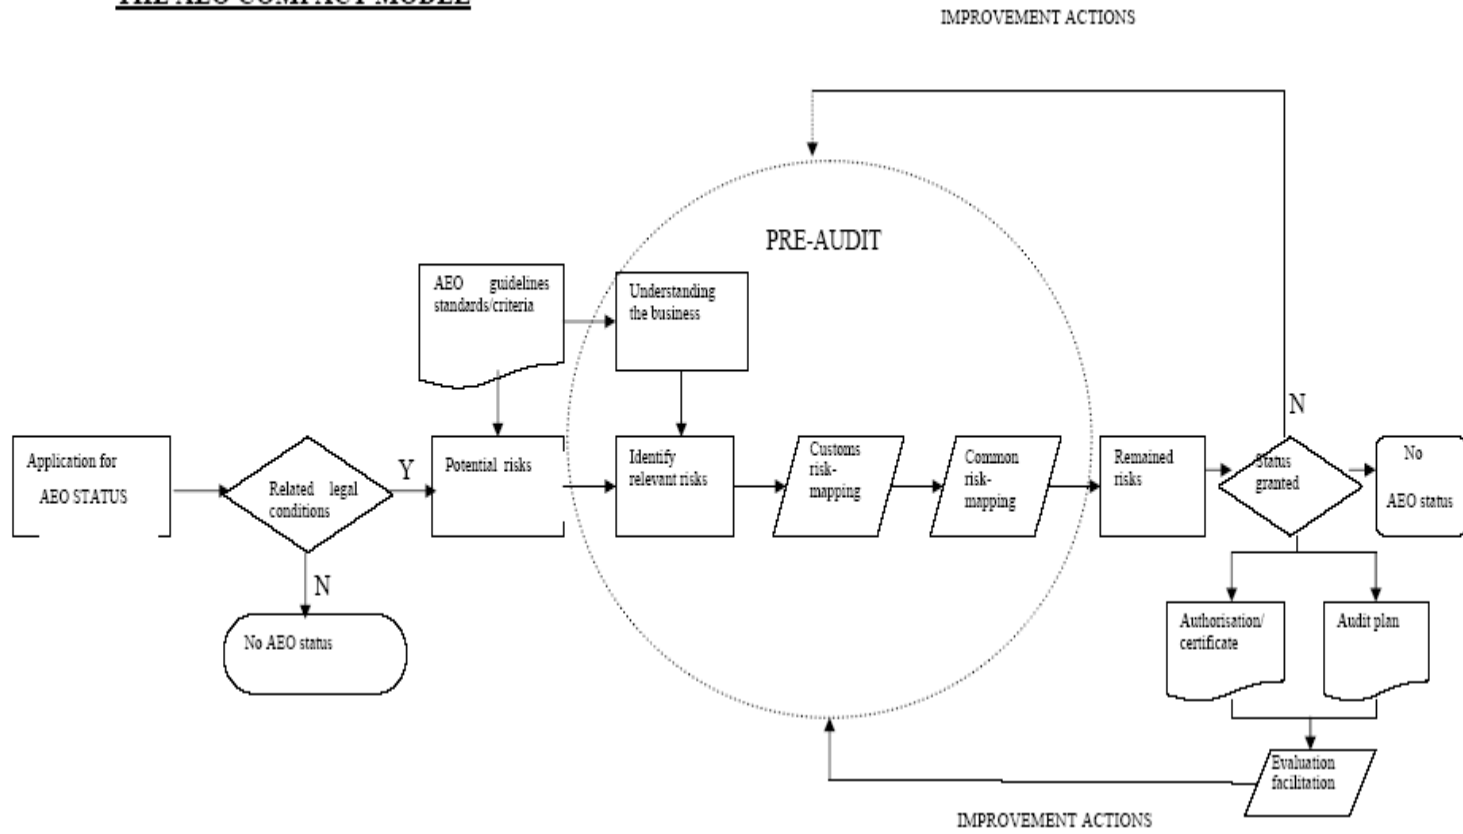 THE AEO COMPACT MODEL
IMPROVEMENT ACTIONS
PRE-AUDIT
AEO guidelines
standards/criteria
Understanding
the business
N
Application for
AEO STATUS
Related legal
conditions
Y
Potential risks
Identify
relevant risks
Customs
risk-
mapping
Common
risk-
mapping
Remained
risks
Status
granted
No
AEO status
N
No AEO status
Authorisation/
certificate
Audit plan
Evaluation
facilitation
IMPROVEMENT ACTIONS